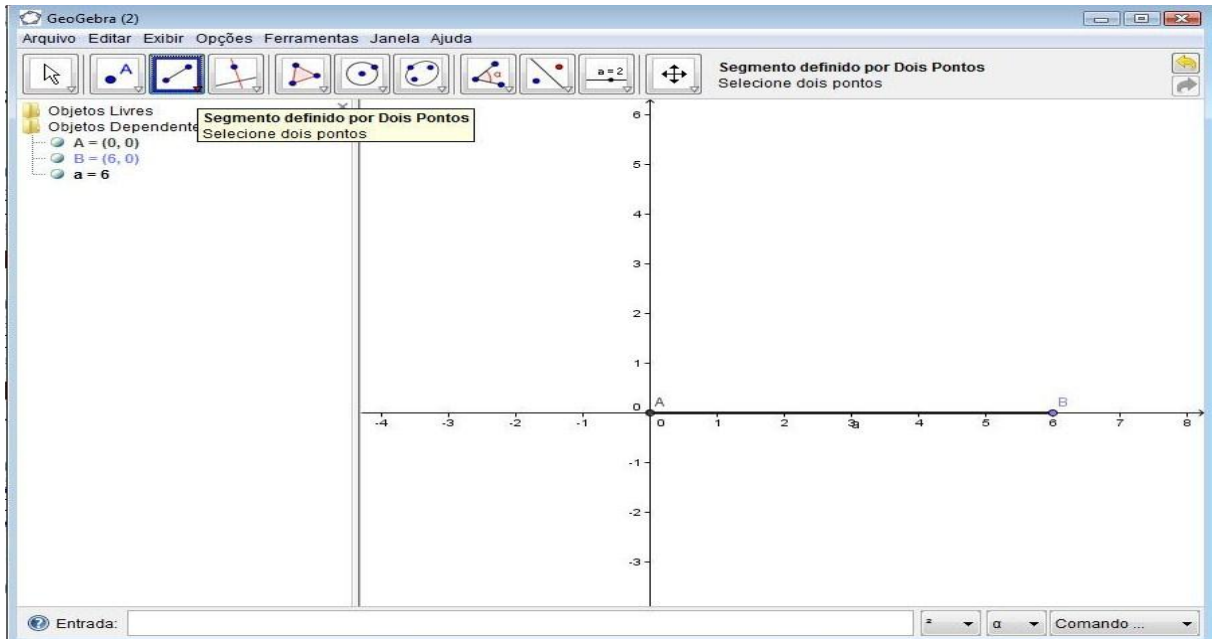 GeoGebra (2)
Arquivo Editar Exibir Opções Ferramentas Janela Ajuda
A
α
a = 2
Segmento definido por Dois Pontos
Selecione dois pontos
Objetos Livres
Objetos Dependente
A = (0, 0)
B = (6, 0)
a = 6
Segmento definido por Dois Pontos
Selecione dois pontos
6
5
4
3
2
1
0
A
B
-4 -3 -2 -1 0 1 2 3 4 5 6 7 8
a
-1
-2
-3
Entrada:
² α Comando ...